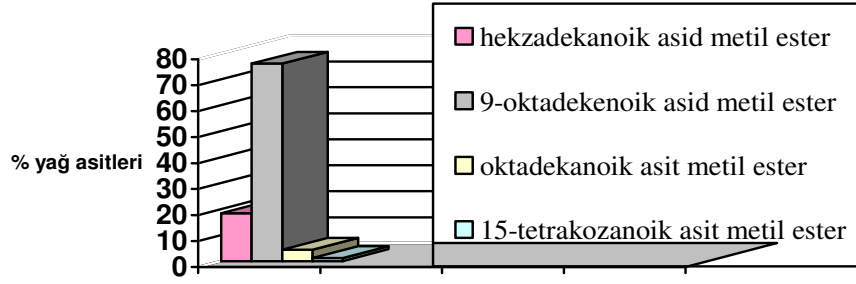 80
70
60
50
40
30
20
10
0
% yağ asitleri
hekzadekanoik asid metil ester
9-oktadekenoik asid metil ester
oktadekanoik asit metil ester
15-tetrakozanoik asit metil ester